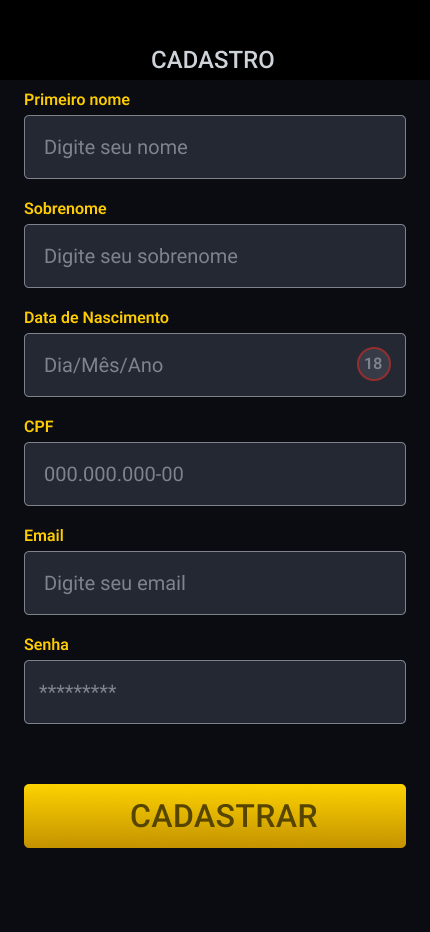 CADASTRO
Primeiro nome
Digite seu nome
Sobrenome
Digite seu sobrenome
Data de Nascimento
Dia/Mês/Ano 18
CPF
000.000.000-00
Email
Digite seu email
Senha
*********
CADASTRAR